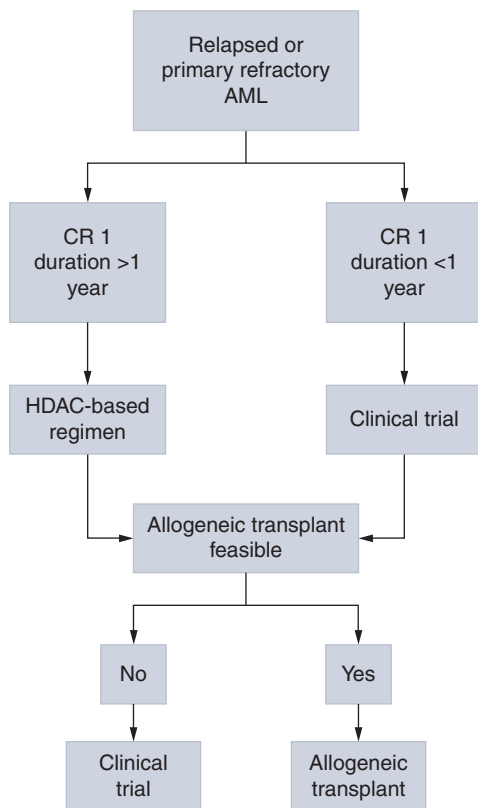 Relapsed or
primary refractory
AML
CR 1
duration >1
year
CR 1
duration <1
year
HDAC-based
regimen
Clinical trial
Allogeneic transplant
feasible
No
Yes
Clinical
trial
Allogeneic
transplant